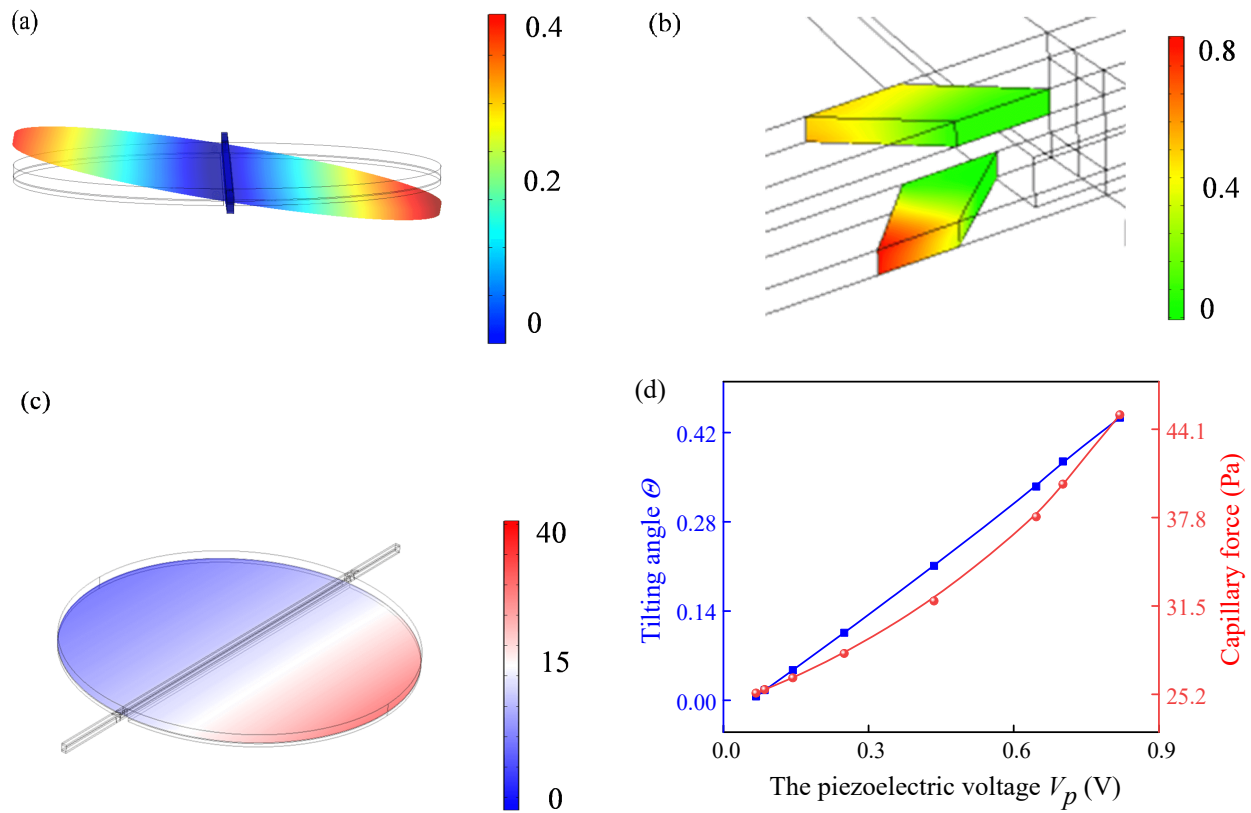 (a)
0.4
0.2
0
(b)
0.8
0.4
0
(c)
40
15
0
(d)
0.42
0.28
0.14
0.00
Tilting angle Θ
44.1
37.8
31.5
25.2
Capillary force (Pa)
0.0 0.3 0.6 0.9
The piezoelectric voltage Vp (V)